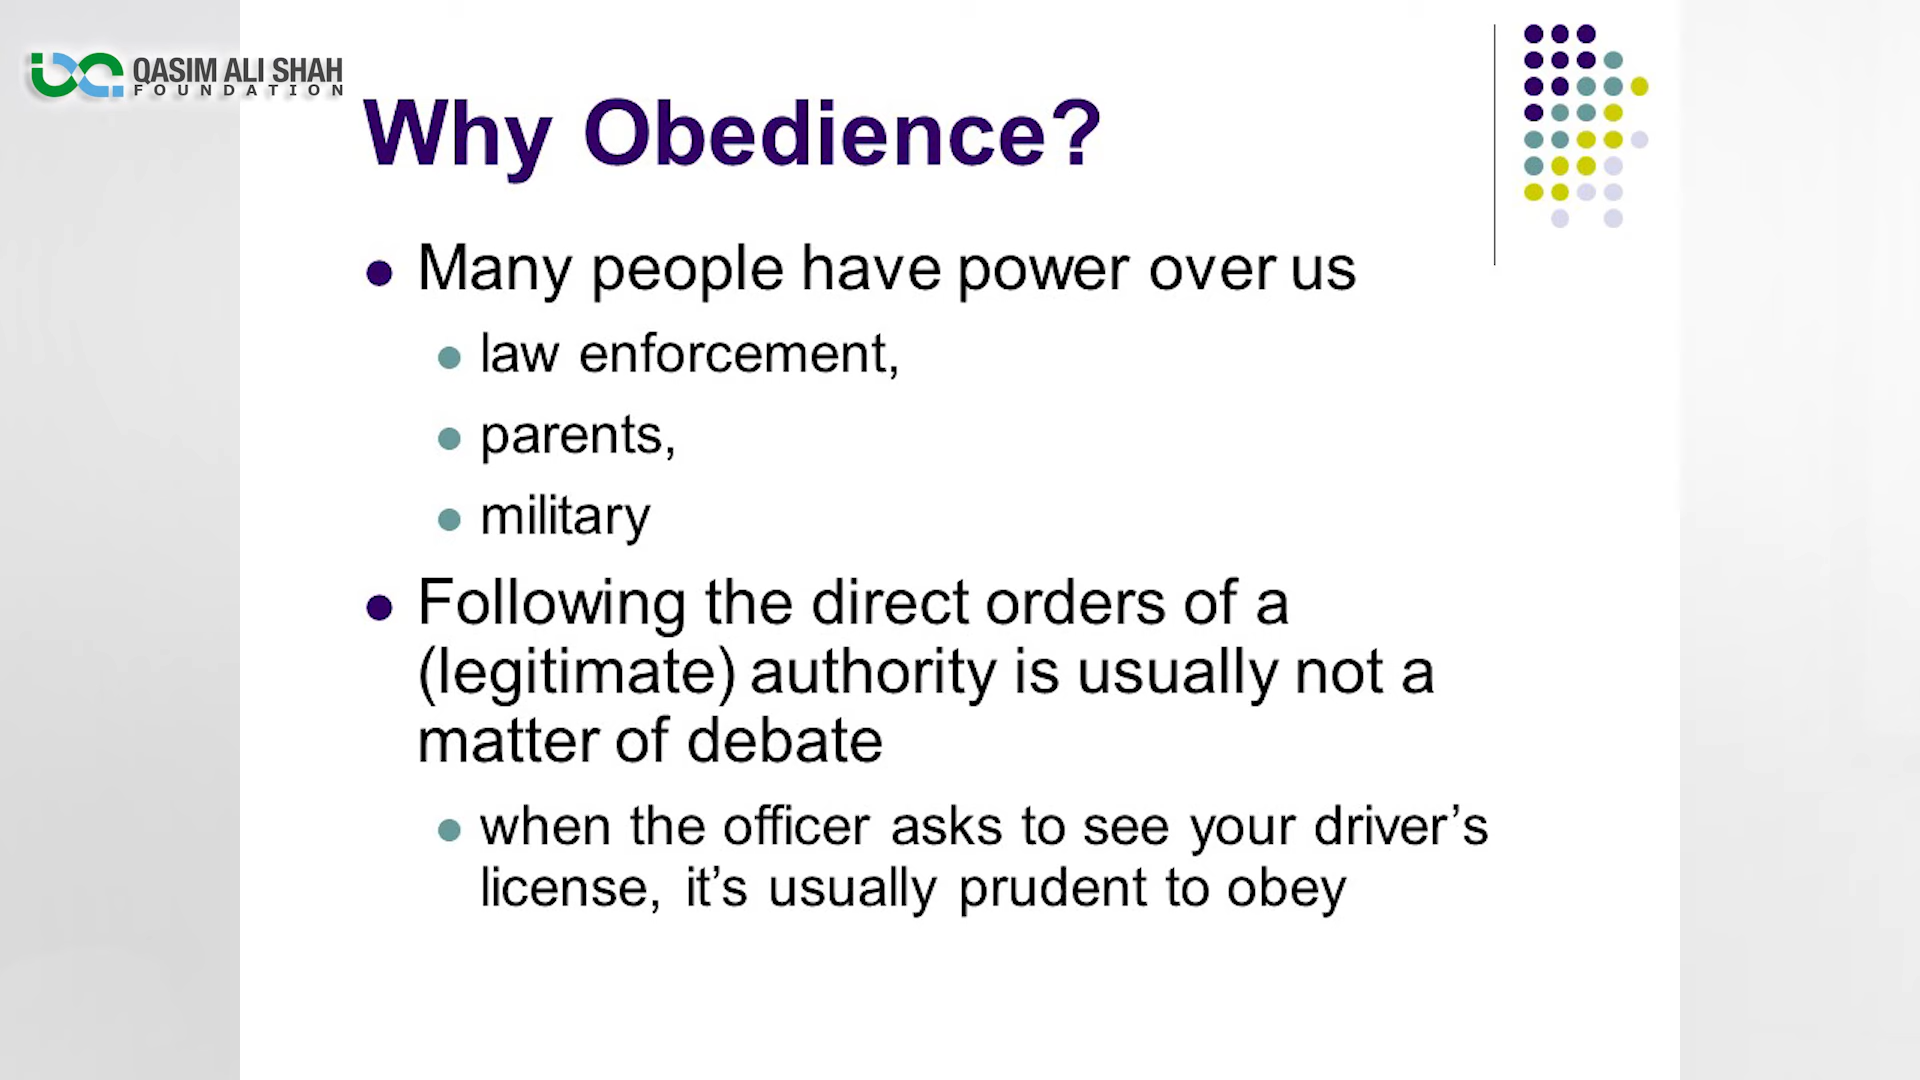 QASIM ALI SHAH
FOUNDATION
Why Obedience?
Many people have power over us
law enforcement,
parents,
military
Following the direct orders of a
(legitimate) authority is usually not a
matter of debate
when the officer asks to see your driver’s
license, it’s usually prudent to obey